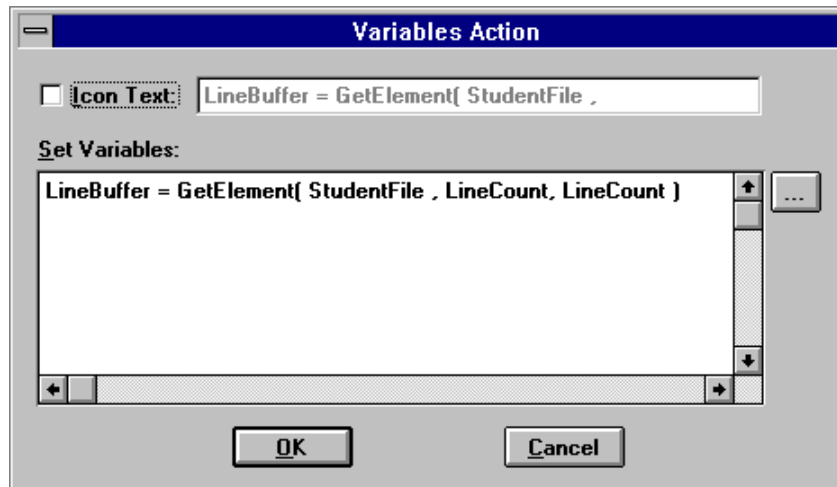 Variables Action
Icon Text: LineBuffer = GetElement( StudentFile ,
Set Variables:
LineBuffer = GetElement( StudentFile , LineCount, LineCount )
...
OK Cancel